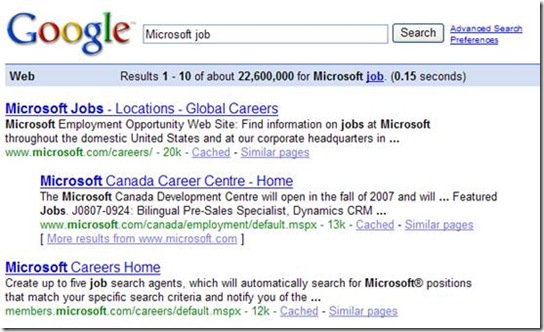 Google™ Microsoft job Search Advanced Search
Preferences
Web Results 1 - 10 of about 22,600,000 for Microsoft job. (0.15 seconds)
Microsoft Jobs - Locations - Global Careers
Microsoft Employment Opportunity Web Site: Find information on jobs at Microsoft
throughout the domestic United States and at our corporate headquarters in ...
www.microsoft.com/careers/ - 20k - Cached - Similar pages
Microsoft Canada Career Centre - Home
The Microsoft Canada Development Centre will open in the fall of 2007 and will ... Featured
Jobs. J0807-0924: Bilingual Pre-Sales Specialist, Dynamics CRM ...
www.microsoft.com/canada/employment/default.mspx - 13k - Cached - Similar pages
[ More results from www.microsoft.com ]
Microsoft Careers Home
Create up to five job search agents, which will automatically search for Microsoft® positions
that match your specific search criteria and notify you of the ...
members.microsoft.com/careers/default.mspx - 12k - Cached - Similar pages